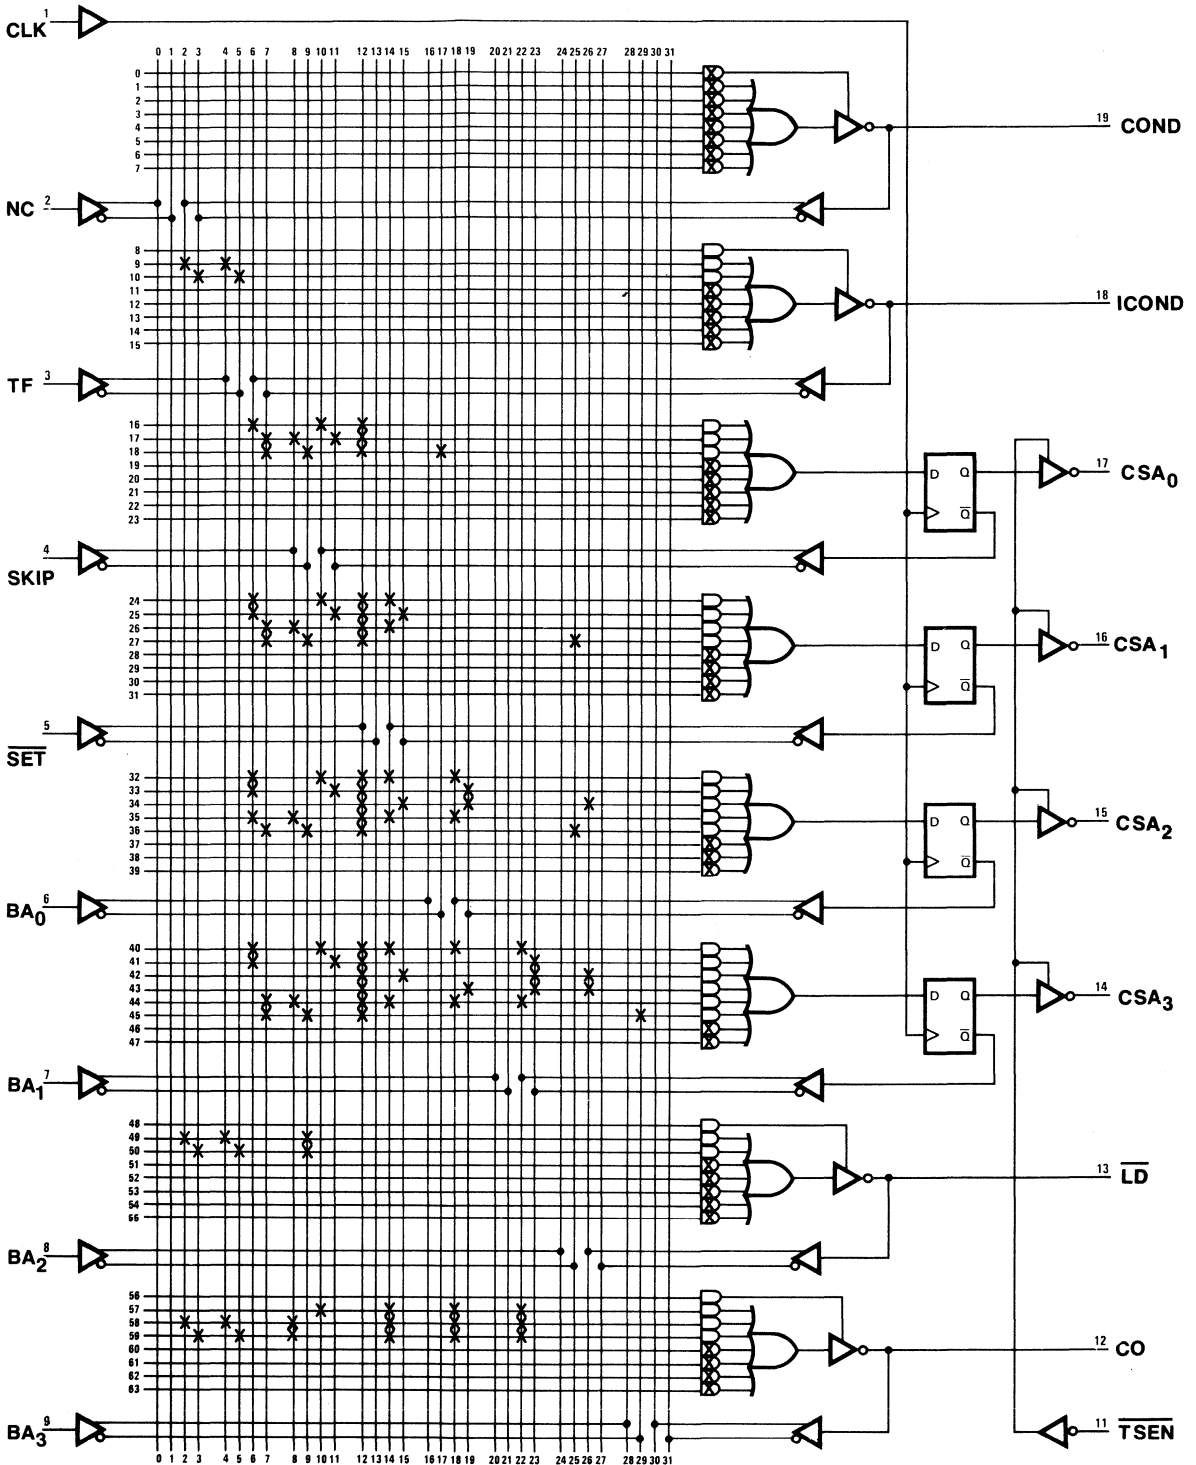 1
CLK
0 1 2 3 4 5 6 7 8 9 10 11 12 13 14 15 16 17 18 19 20 21 22 23 24 25 26 27 28 29 30 31
0
1
2
3
4
5
6
7
19 COND
NC 2
8
9
10
11
12
13
14
15
18 ICOND
TF 3
16
17
18
19
20
21
22
23
D Q
Q̅
17 CSA0
4
SKIP
24
25
26
27
28
29
30
31
D Q
Q̅
16 CSA1
5
S̅E̅T̅
32
33
34
35
36
37
38
39
D Q
Q̅
15 CSA2
BA0 6
40
41
42
43
44
45
46
47
D Q
Q̅
14 CSA3
BA1 7
48
49
50
51
52
53
54
55
13 L̅D̅
BA2 8
56
57
58
59
60
61
62
63
12 CO
BA3 9
11 T̅S̅E̅N̅
0 1 2 3 4 5 6 7 8 9 10 11 12 13 14 15 16 17 18 19 20 21 22 23 24 25 26 27 28 29 30 31